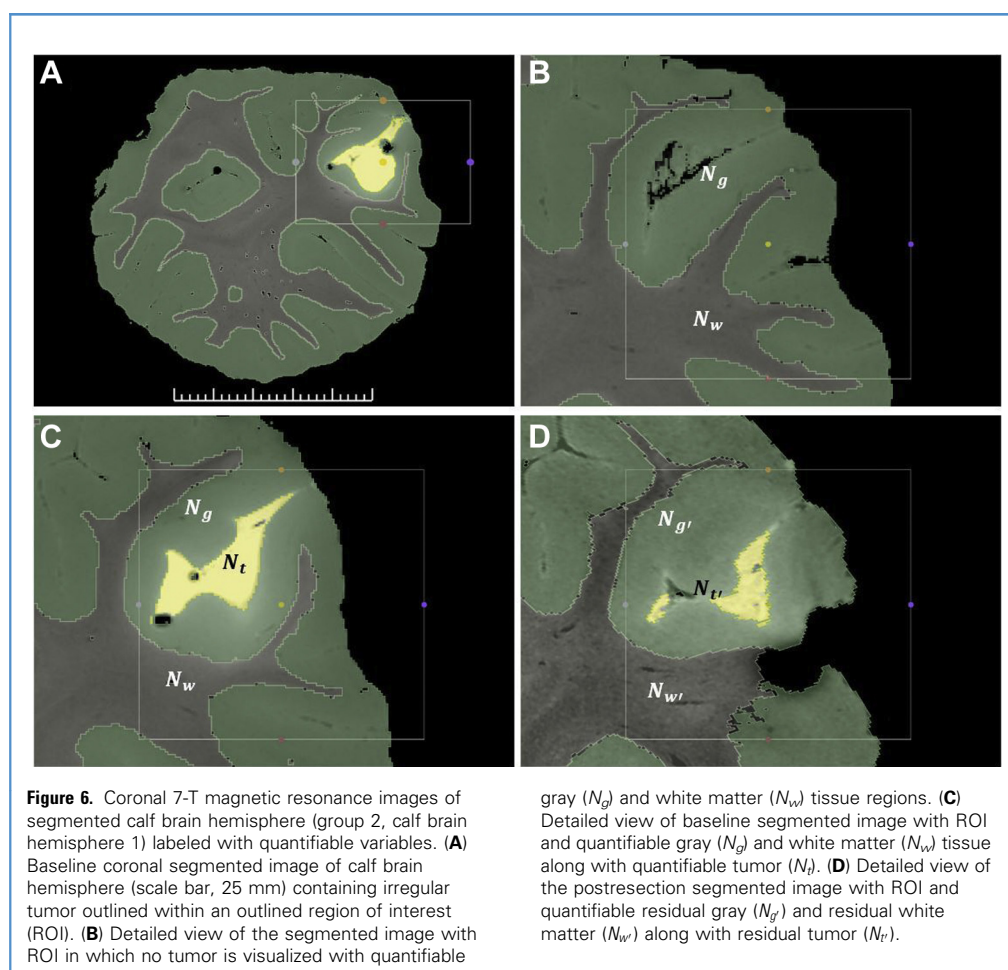 A
B
N_g
N_w
C
N_g
N_t
N_w
D
N_g'
N_t'
N_w'
Figure 6. Coronal 7-T magnetic resonance images of
segmented calf brain hemisphere (group 2, calf brain
hemisphere 1) labeled with quantifiable variables. (A)
Baseline coronal segmented image of calf brain
hemisphere (scale bar, 25 mm) containing irregular
tumor outlined within an outlined region of interest
(ROI). (B) Detailed view of the segmented image with
ROI in which no tumor is visualized with quantifiable
gray (N_g) and white matter (N_w) tissue regions. (C)
Detailed view of baseline segmented image with ROI
and quantifiable gray (N_g) and white matter (N_w) tissue
along with quantifiable tumor (N_t). (D) Detailed view of
the postresection segmented image with ROI and
quantifiable residual gray (N_g') and residual white
matter (N_w') along with residual tumor (N_t').